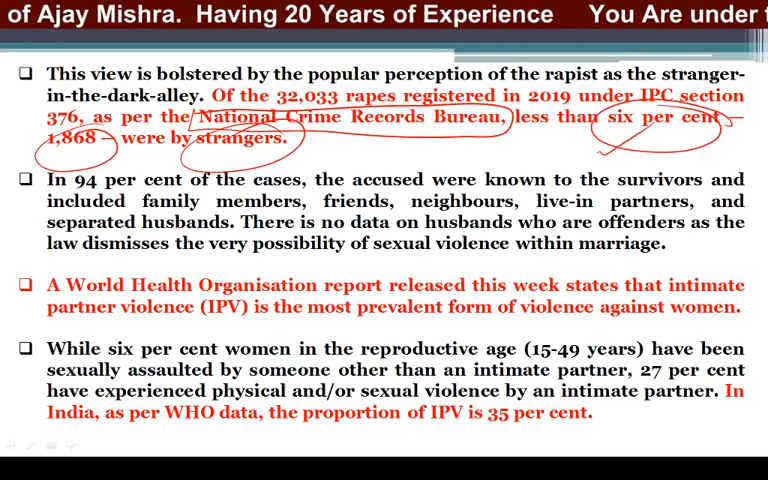 of Ajay Mishra. Having 20 Years of Experience You Are under
This view is bolstered by the popular perception of the rapist as the stranger-
in-the-dark-alley. Of the 32,033 rapes registered in 2019 under IPC section
376, as per the National Crime Records Bureau, less than six per cent –
1,868 – were by strangers.
In 94 per cent of the cases, the accused were known to the survivors and
included family members, friends, neighbours, live-in partners, and
separated husbands. There is no data on husbands who are offenders as the
law dismisses the very possibility of sexual violence within marriage.
A World Health Organisation report released this week states that intimate
partner violence (IPV) is the most prevalent form of violence against women.
While six per cent women in the reproductive age (15-49 years) have been
sexually assaulted by someone other than an intimate partner, 27 per cent
have experienced physical and/or sexual violence by an intimate partner. In
India, as per WHO data, the proportion of IPV is 35 per cent.